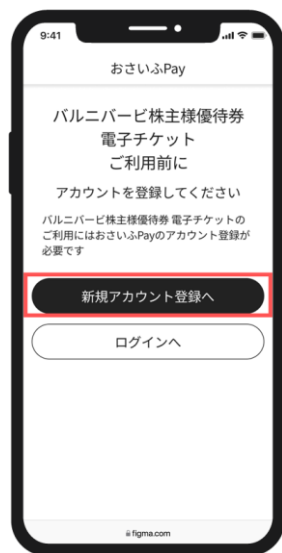 9:41
おさいふPay
バルニバービ株主様優待券
電子チケット
ご利用前に
アカウントを登録してください
バルニバービ株主様優待券 電子チケットの
ご利用にはおさいふPayのアカウント登録が
必要です
新規アカウント登録へ
ログインへ
figma.com